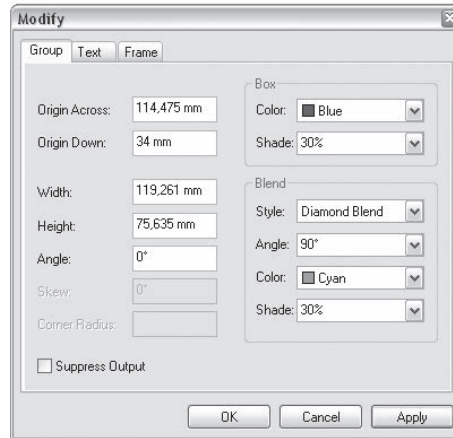 Modify
Group Text Frame
Origin Across: 114,475 mm
Origin Down: 34 mm
Width: 119,261 mm
Height: 75,635 mm
Angle: 0°
Skew: 0°
Corner Radius:
Suppress Output
Box
Color: Blue
Shade: 30%
Blend
Style: Diamond Blend
Angle: 90°
Color: Cyan
Shade: 30%
OK Cancel Apply